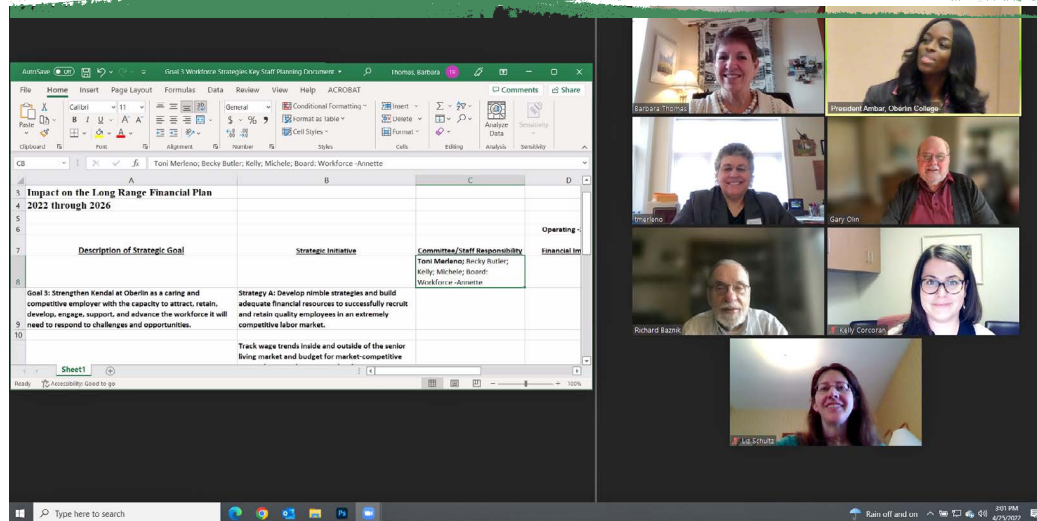 AutoSave Off
Goal 3 Workforce Strategies Key Staff Planning Document
Thomas, Barbara
File Home Insert Page Layout Formulas Data Review View Help ACROBAT
Comments Share
Calibri 11
General
Conditional Formatting
Format as Table
Cell Styles
Insert
Delete
Format
Paste
B I U
$ % 9
Analyze
Data
Sensitivity
Clipboard Font Alignment Number Styles Cells Editing Analysis Sensitivity
C8
Toni Merleno; Becky Butler; Kelly; Michele; Board: Workforce -Annette
A B C D
3 Impact on the Long Range Financial Plan
4 2022 through 2026
5
6 Operating -
7 Description of Strategic Goal Strategic Initiative Committee/Staff Responsibility Financial Im
8 Toni Merleno; Becky Butler;
Kelly; Michele; Board:
Workforce -Annette
Goal 3: Strengthen Kendal at Oberlin as a caring and
competitive employer with the capacity to attract, retain,
develop, engage, support, and advance the workforce it will
9 need to respond to challenges and opportunities.
Strategy A: Develop nimble strategies and build
adequate financial resources to successfully recruit
and retain quality employees in an extremely
competitive labor market.
10
Track wage trends inside and outside of the senior
living market and budget for market-competitive
Sheet1
Ready Accessibility: Good to go
100%
Barbara Thomas
President Ambar, Oberlin College
tmerleno
Gary Olin
Richard Baznik
Kelly Corcoran
Liz Schultz
Type here to search
Rain off and on
3:01 PM
4/25/2022